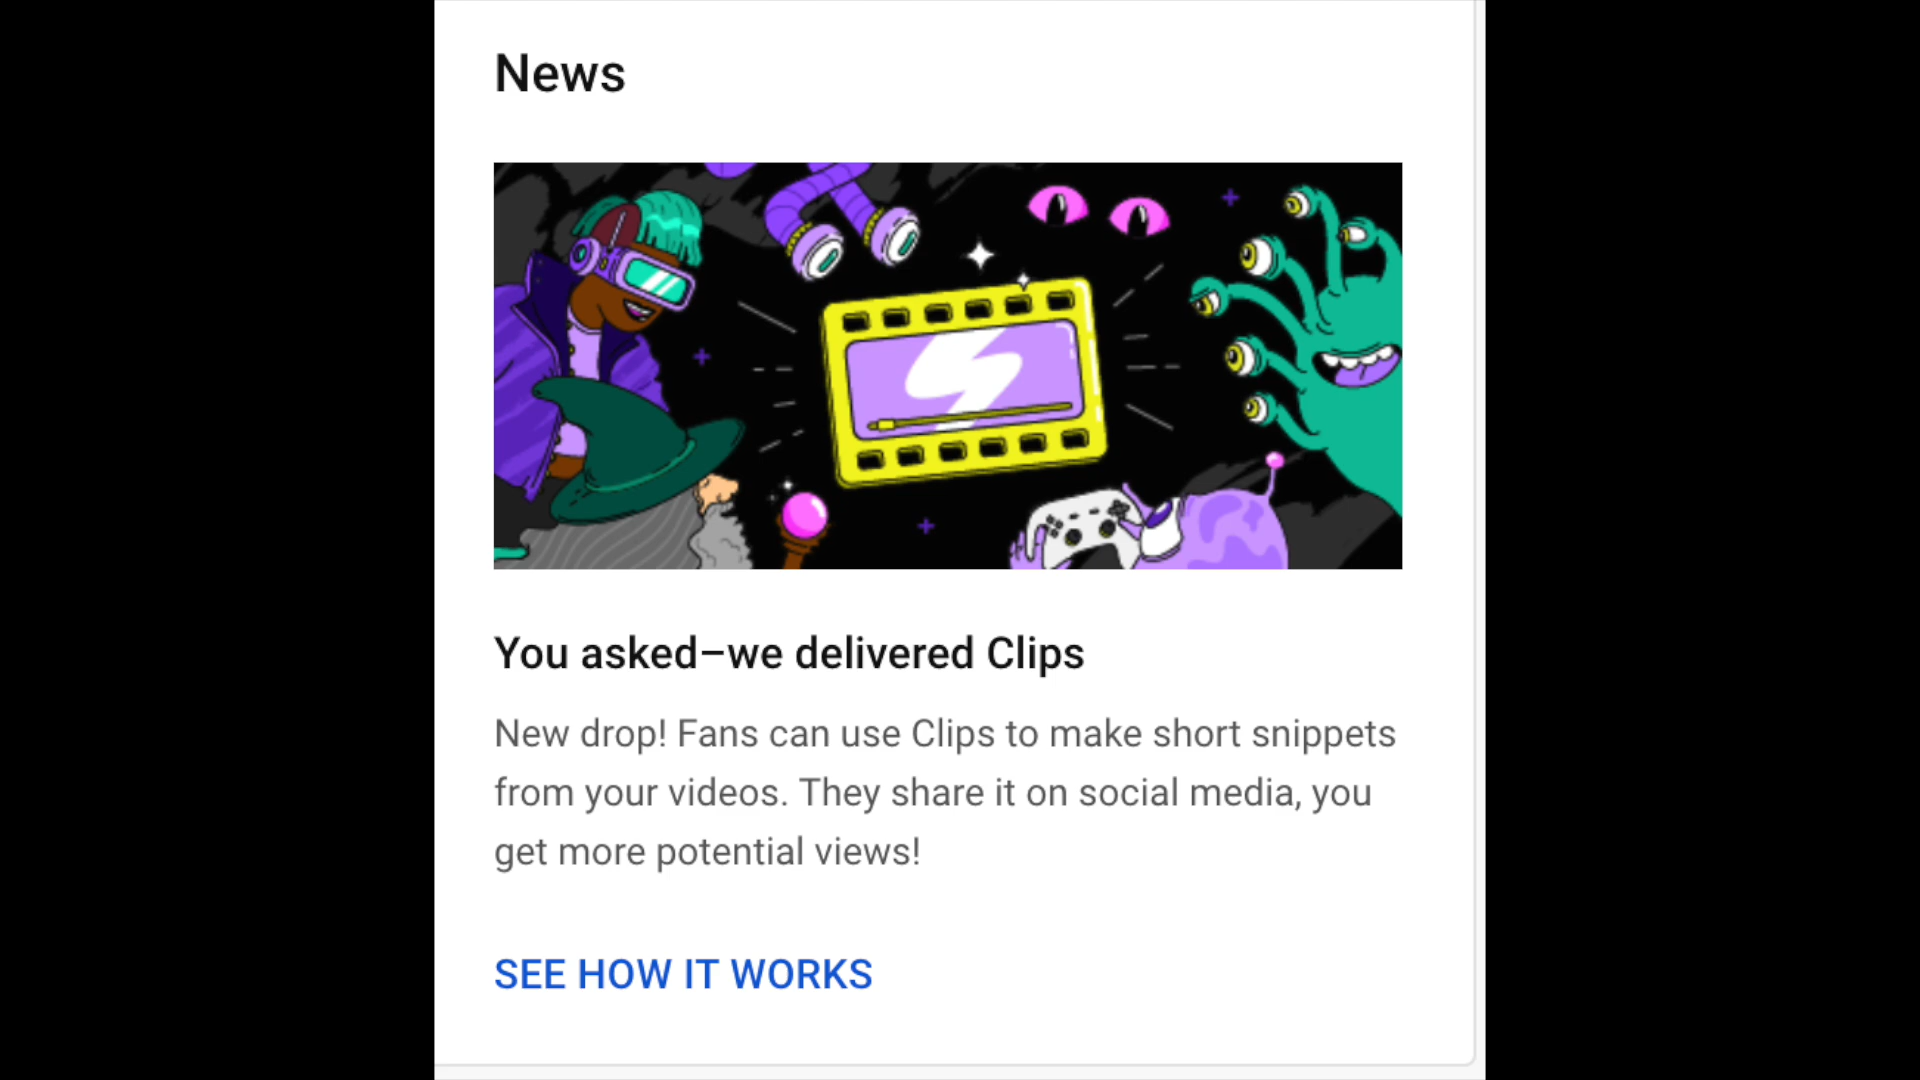 News
You asked–we delivered Clips
New drop! Fans can use Clips to make short snippets
from your videos. They share it on social media, you
get more potential views!
SEE HOW IT WORKS